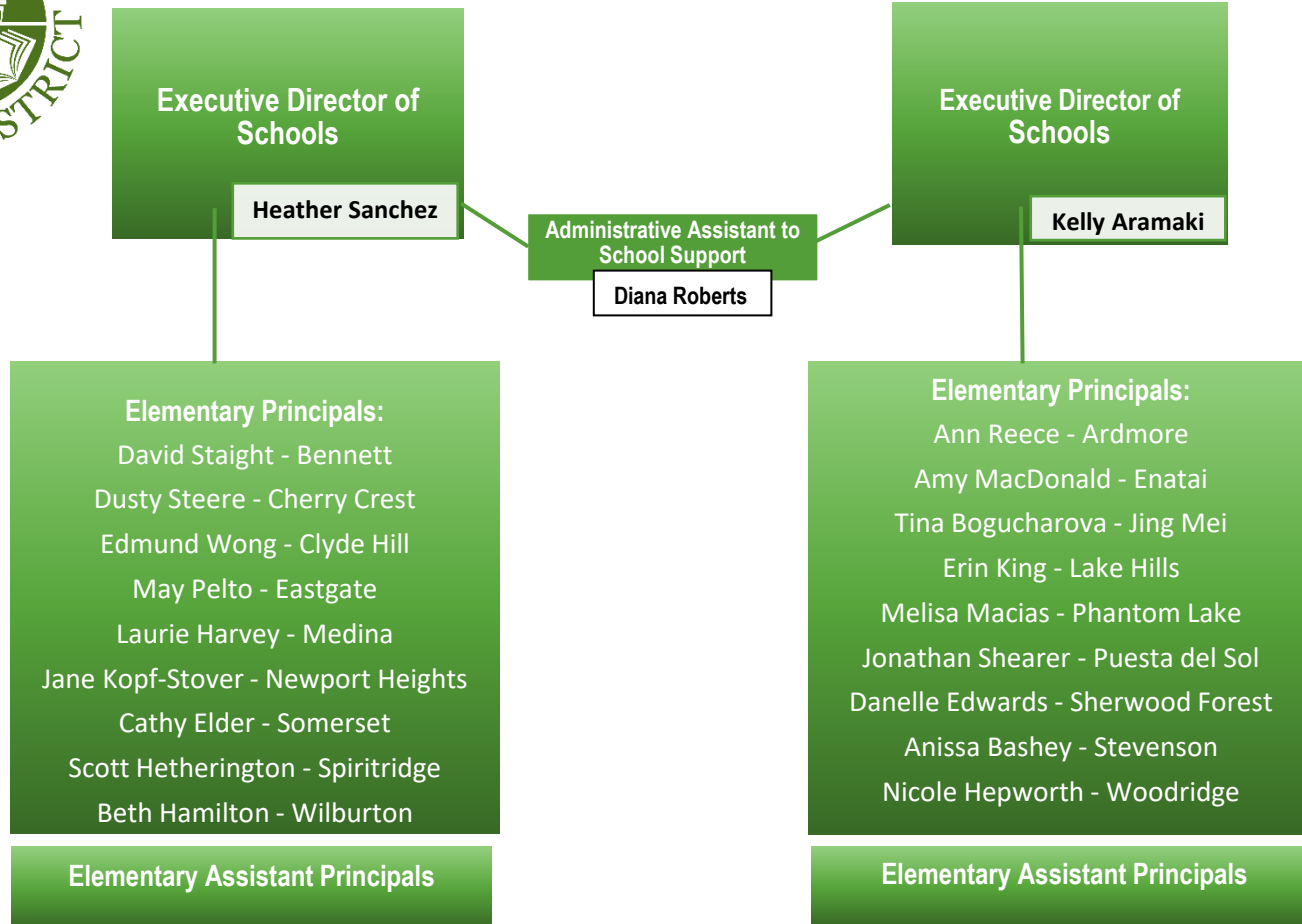 STRICT
Executive Director of
Schools
Heather Sanchez
Executive Director of
Schools
Kelly Aramaki
Administrative Assistant to
School Support
Diana Roberts
Elementary Principals:
David Staight - Bennett
Dusty Steere - Cherry Crest
Edmund Wong - Clyde Hill
May Pelto - Eastgate
Laurie Harvey - Medina
Jane Kopf-Stover - Newport Heights
Cathy Elder - Somerset
Scott Hetherington - Spiritridge
Beth Hamilton - Wilburton
Elementary Assistant Principals
Elementary Principals:
Ann Reece - Ardmore
Amy MacDonald - Enatai
Tina Bogucharova - Jing Mei
Erin King - Lake Hills
Melisa Macias - Phantom Lake
Jonathan Shearer - Puesta del Sol
Danelle Edwards - Sherwood Forest
Anissa Bashey - Stevenson
Nicole Hepworth - Woodridge
Elementary Assistant Principals